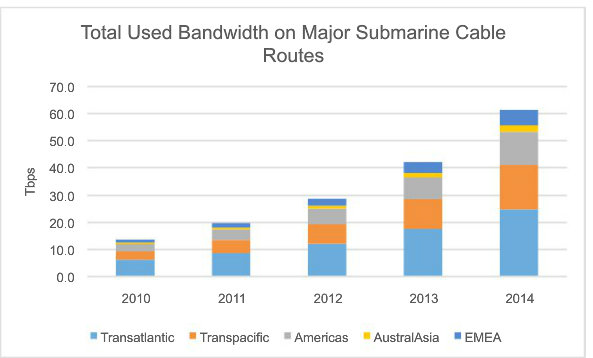 Total Used Bandwidth on Major Submarine Cable
Routes
70.0
60.0
50.0
40.0
30.0
20.0
10.0
0.0
Tbps
2010 2011 2012 2013 2014
Transatlantic Transpacific Americas AustralAsia EMEA